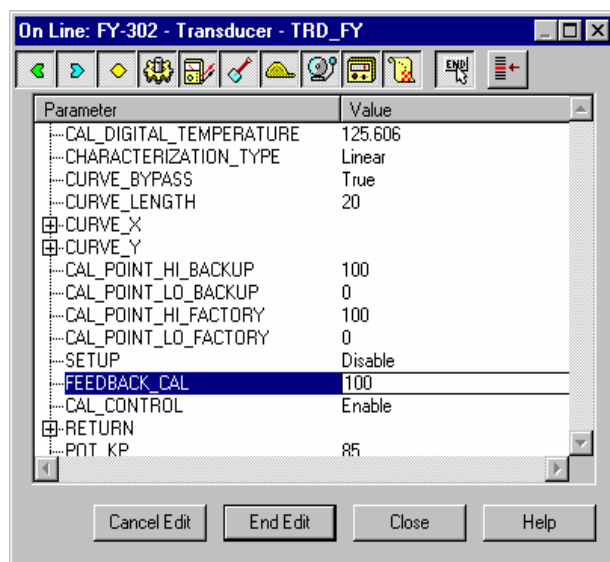 On Line: FY-302 - Transducer - TRD_FY
END
Parameter Value
CAL_DIGITAL_TEMPERATURE 125.606
CHARACTERIZATION_TYPE Linear
CURVE_BYPASS True
CURVE_LENGTH 20
CURVE_X
CURVE_Y
CAL_POINT_HI_BACKUP 100
CAL_POINT_LO_BACKUP 0
CAL_POINT_HI_FACTORY 100
CAL_POINT_LO_FACTORY 0
SETUP Disable
FEEDBACK_CAL 100
CAL_CONTROL Enable
RETURN
POT_KP 85
Cancel Edit End Edit Close Help